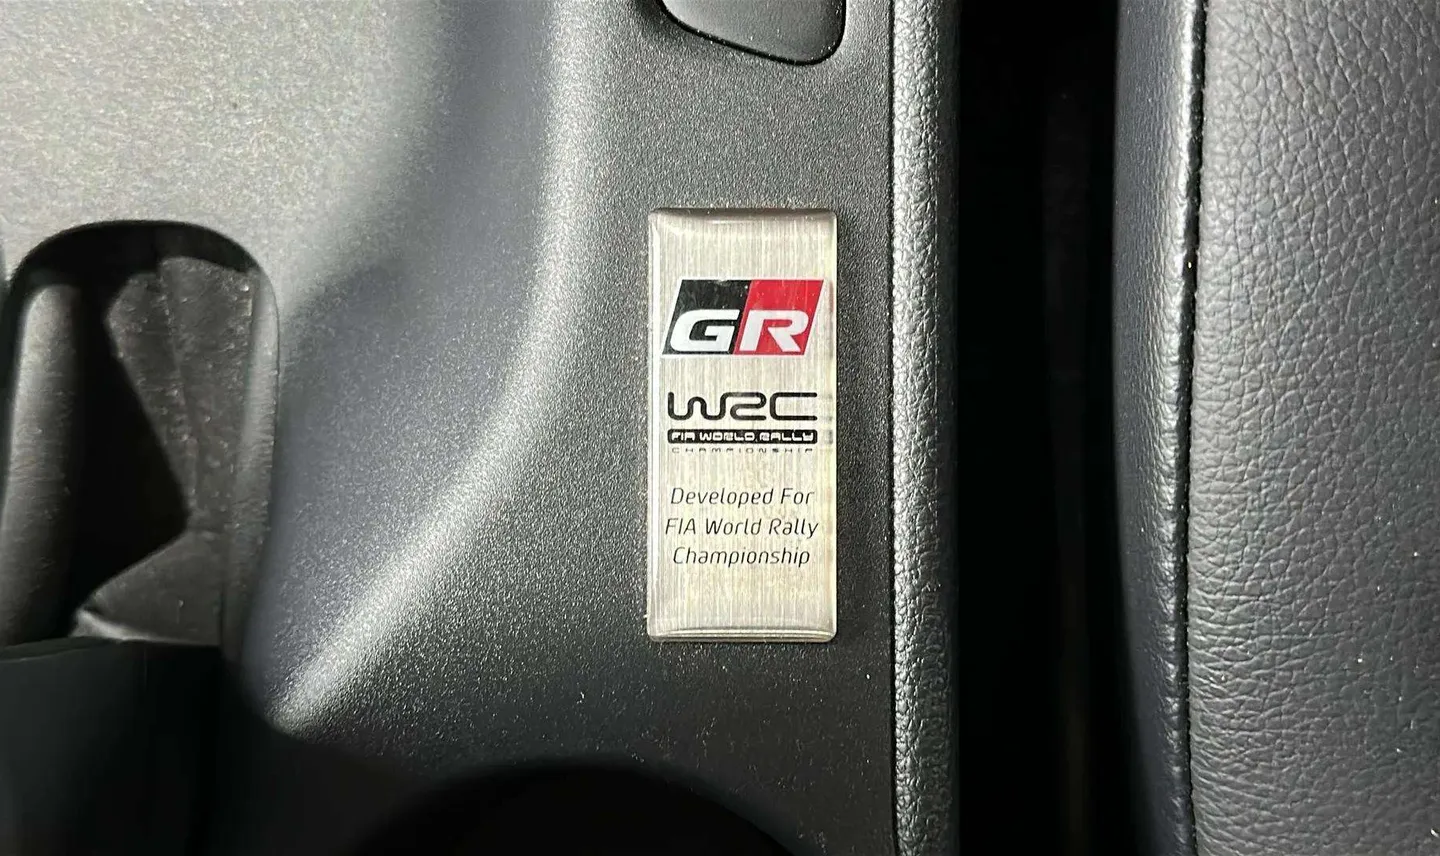 GR
WRC
FIA WORLD RALLY
CHAMPIONSHIP
Developed For
FIA World Rally
Championship